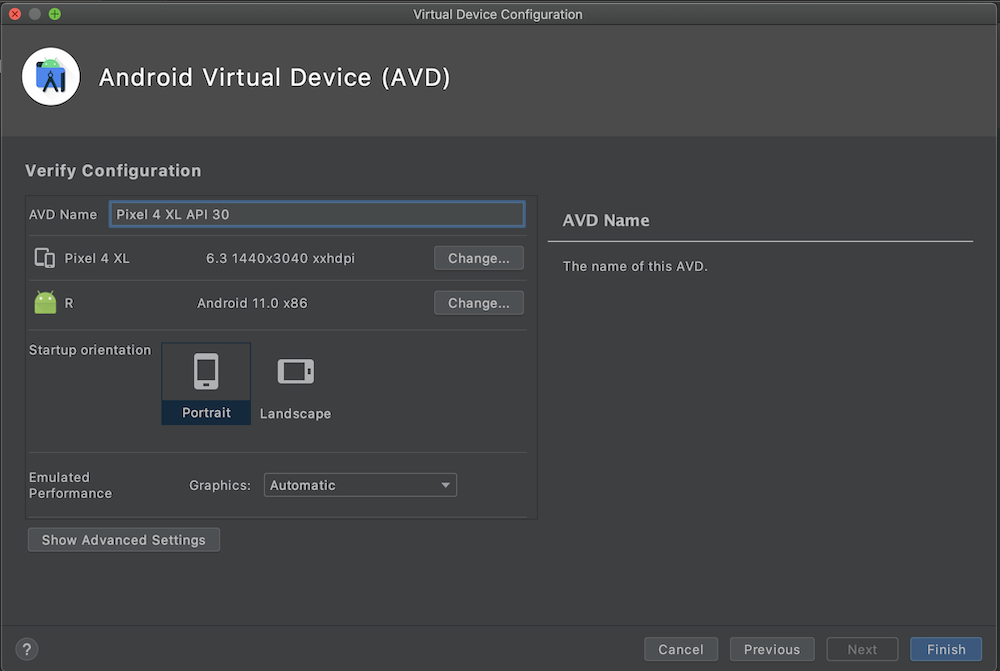 Virtual Device Configuration
Android Virtual Device (AVD)
Verify Configuration
AVD Name Pixel 4 XL API 30
Pixel 4 XL 6.3 1440x3040 xxhdpi Change...
R Android 11.0 x86 Change...
Startup orientation
Portrait Landscape
Emulated
Performance Graphics: Automatic
Show Advanced Settings
AVD Name
The name of this AVD.
? Cancel Previous Next Finish